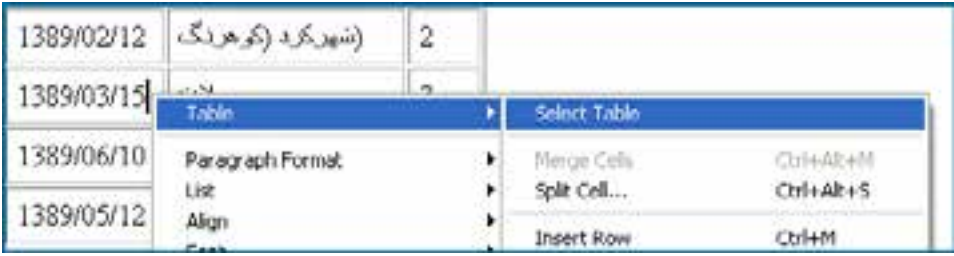 1389/02/12 (شهرکرد (کوهرنگ 2
1389/03/15
Table Select Table
1389/06/10
Paragraph Format Merge Cells Ctrl+Alt+M
List Split Cell... Ctrl+Alt+S
1389/05/12
Align
Insert Row Ctrl+M